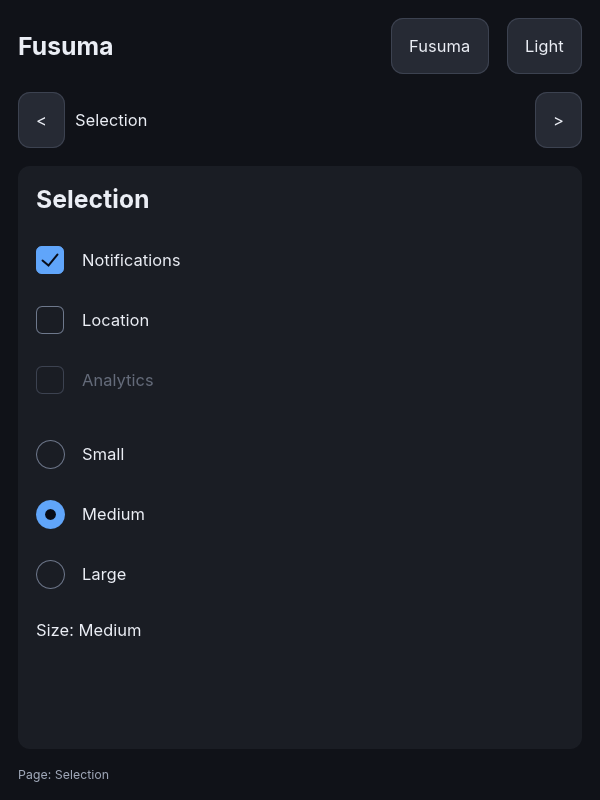 Fusuma
Fusuma
Light
<
Selection
>
Selection
Notifications
Location
Analytics
Small
Medium
Large
Size: Medium
Page: Selection